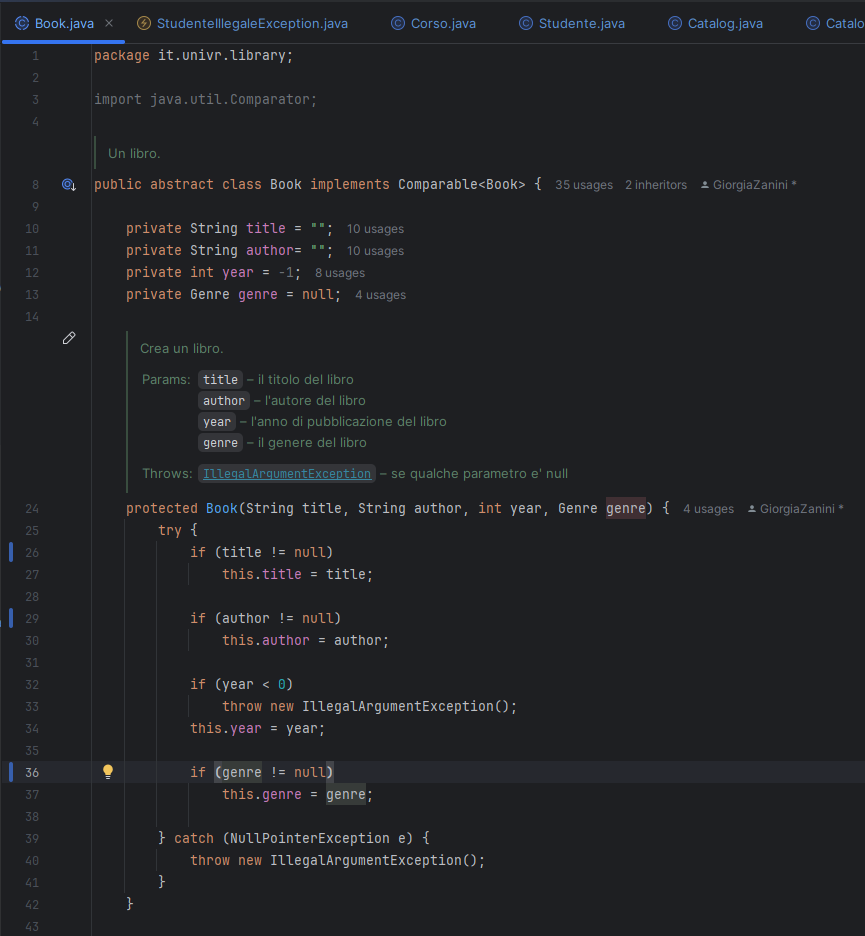 Book.java
StudenteIllegaleException.java
Corso.java
Studente.java
Catalog.java
Catalo
1 package it.univr.library;
2
3 import java.util.Comparator;
4
Un libro.
8 public abstract class Book implements Comparable<Book> { 35 usages 2 inheritors GiorgiaZanini *
9
10 private String title = ""; 10 usages
11 private String author= ""; 10 usages
12 private int year = -1; 8 usages
13 private Genre genre = null; 4 usages
14
Crea un libro.
Params: title – il titolo del libro
author – l'autore del libro
year – l'anno di pubblicazione del libro
genre – il genere del libro
Throws: IllegalArgumentException – se qualche parametro e' null
24 protected Book(String title, String author, int year, Genre genre) { 4 usages GiorgiaZanini *
25 try {
26 if (title != null)
27 this.title = title;
28
29 if (author != null)
30 this.author = author;
31
32 if (year < 0)
33 throw new IllegalArgumentException();
34 this.year = year;
35
36 if (genre != null)
37 this.genre = genre;
38
39 } catch (NullPointerException e) {
40 throw new IllegalArgumentException();
41 }
42 }
43